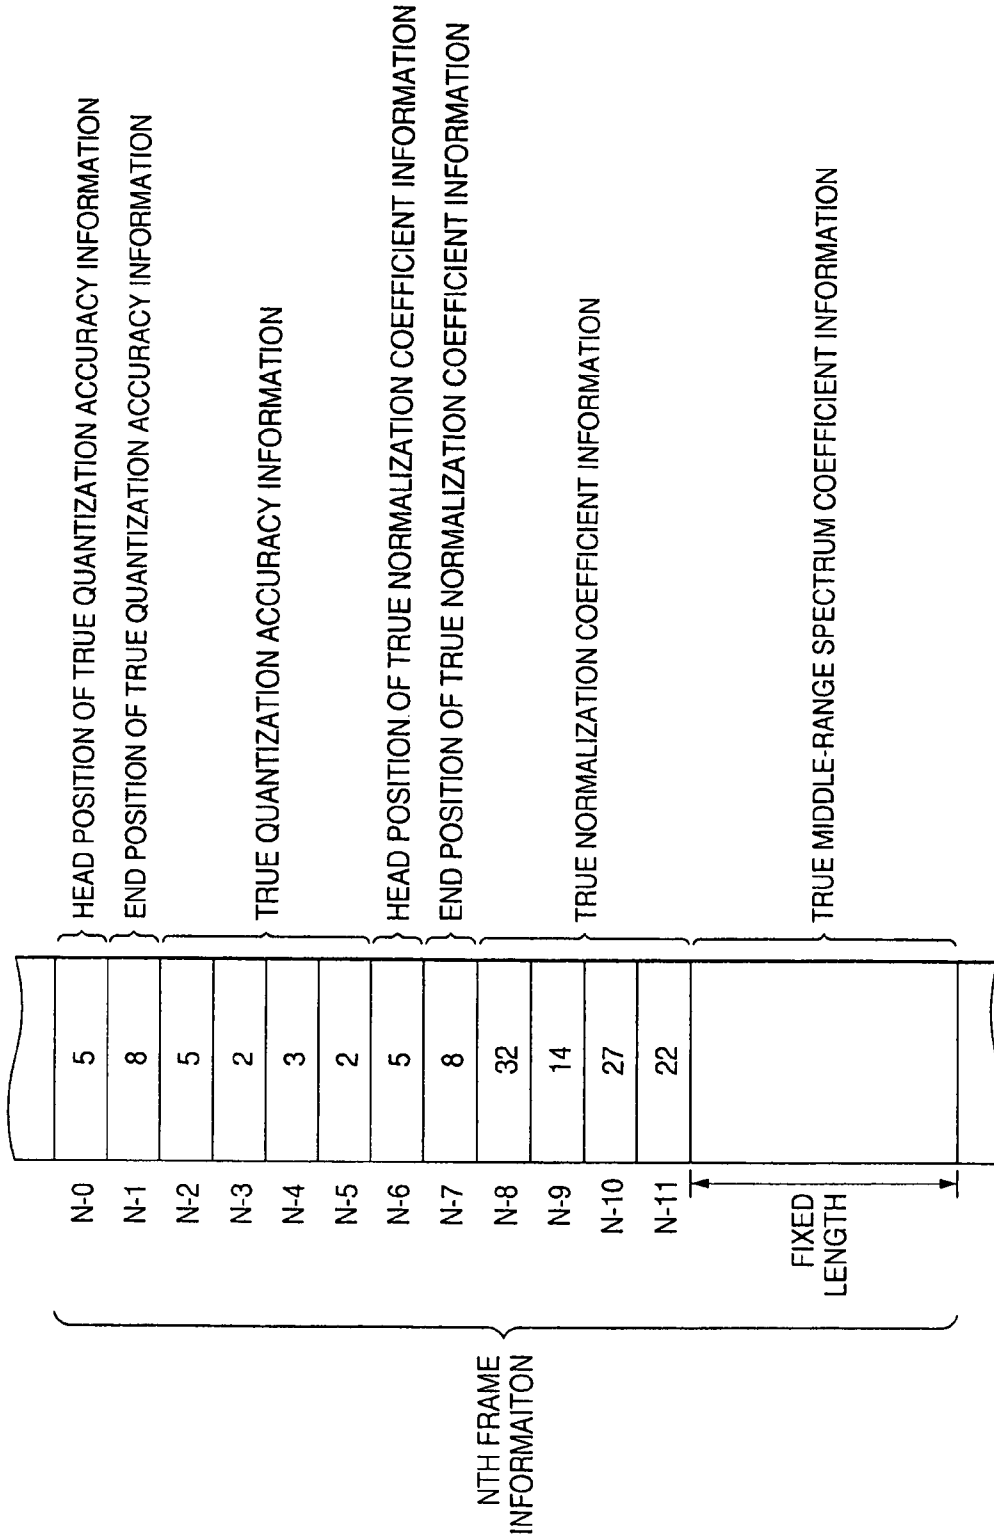 NTH FRAME
INFORMAITON
N-0 5 HEAD POSITION OF TRUE QUANTIZATION ACCURACY INFORMATION
N-1 8 END POSITION OF TRUE QUANTIZATION ACCURACY INFORMATION
N-2 5
N-3 2
TRUE QUANTIZATION ACCURACY INFORMATION
N-4 3
N-5 2
N-6 5 HEAD POSITION OF TRUE NORMALIZATION COEFFICIENT INFORMATION
N-7 8 END POSITION OF TRUE NORMALIZATION COEFFICIENT INFORMATION
N-8 32
N-9 14
TRUE NORMALIZATION COEFFICIENT INFORMATION
N-10 27
N-11 22
FIXED
LENGTH
TRUE MIDDLE-RANGE SPECTRUM COEFFICIENT INFORMATION